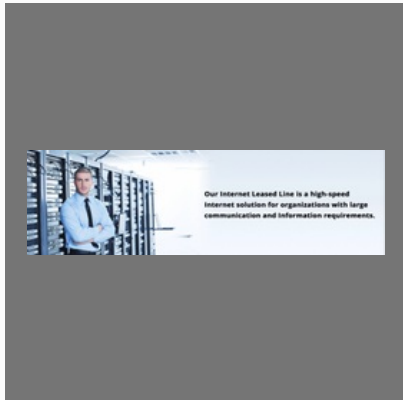 Our Internet Leased Line is a high-speed
Internet solution for organizations with large
communication and Information requirements.